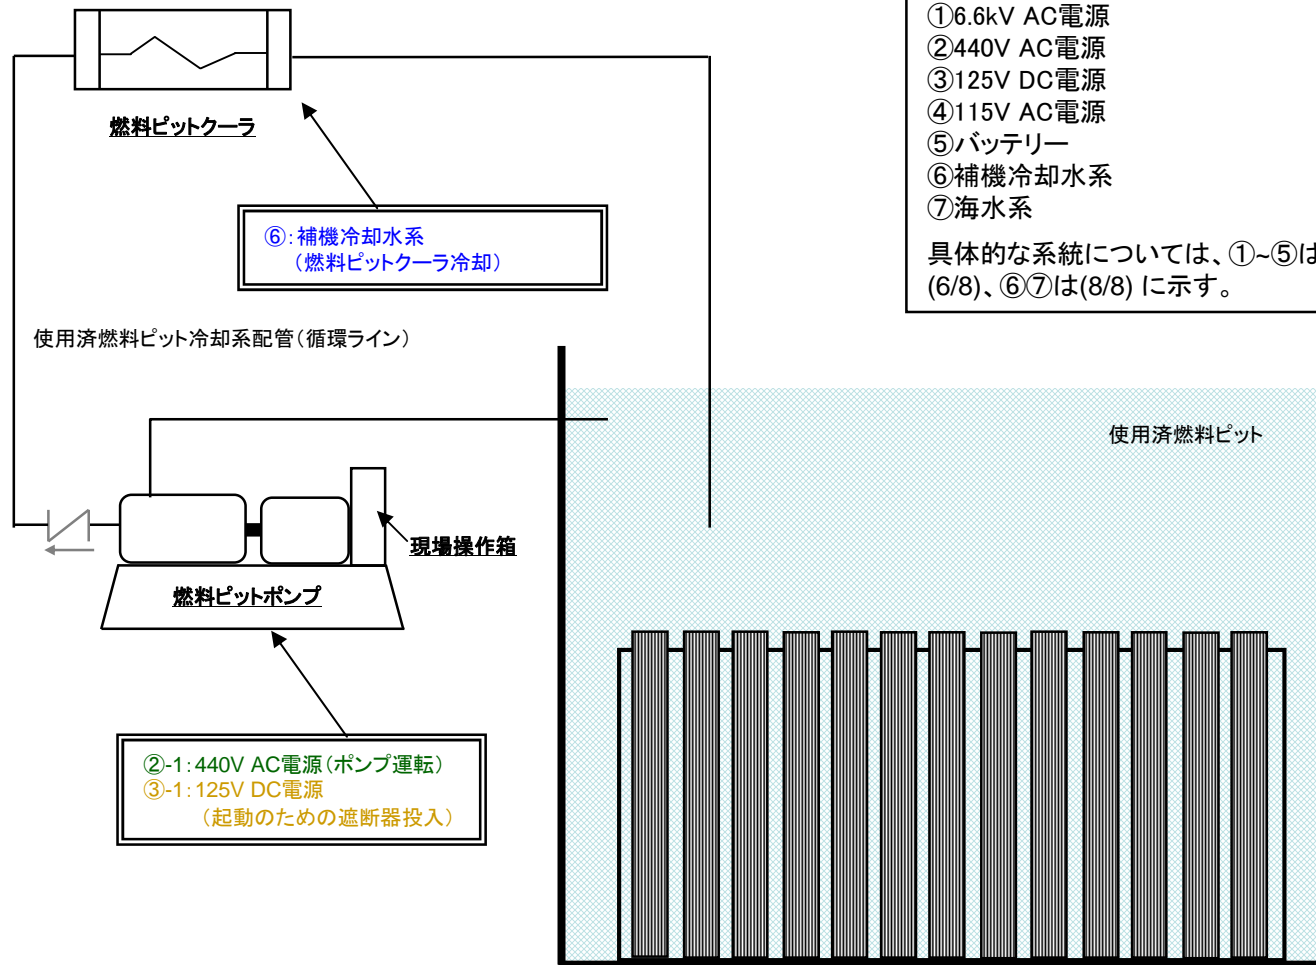 ①6.6kV AC電源
②440V AC電源
③125V DC電源
④115V AC電源
⑤バッテリー
⑥補機冷却水系
⑦海水系
具体的な系統については、①~⑤は
(6/8)、⑥⑦は(8/8) に示す。
燃料ピットクーラ
⑥:補機冷却水系
(燃料ピットクーラ冷却)
使用済燃料ピット冷却系配管(循環ライン)
使用済燃料ピット
現場操作箱
燃料ピットポンプ
②-1:440V AC電源(ポンプ運転)
③-1:125V DC電源
(起動のための遮断器投入)